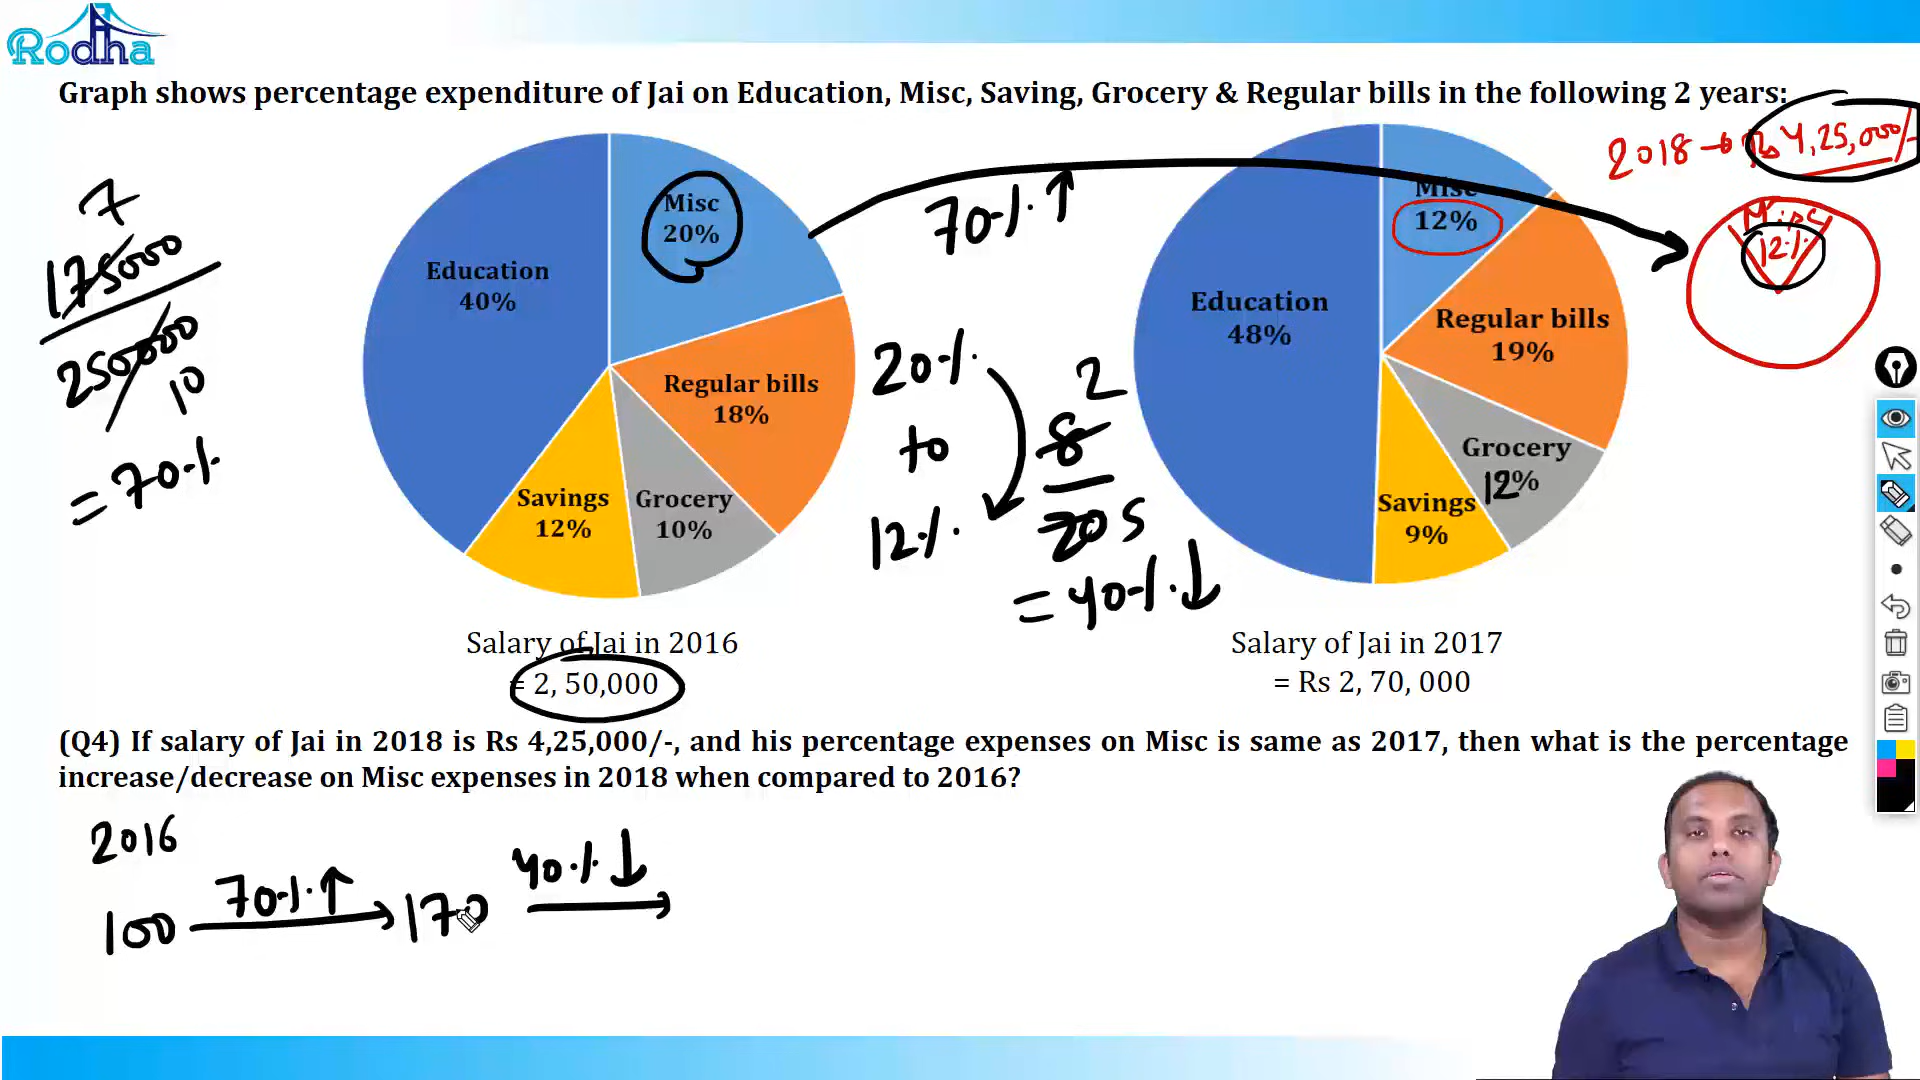 Rodha
Graph shows percentage expenditure of Jai on Education, Misc, Saving, Grocery & Regular bills in the following 2 years:
2018 → Rs 4,25,000/-
7
175000
250000
10
= 70%
Misc
20%
Education
40%
Regular bills
18%
Savings
12%
Grocery
10%
70% ↑
20%
to
12%
2
8
20 5
= 40% ↓
Misc
12%
Education
48%
Regular bills
19%
Grocery
12%
Savings
9%
Misc
12%
Salary of Jai in 2016
= 2, 50,000
Salary of Jai in 2017
= Rs 2, 70, 000
(Q4) If salary of Jai in 2018 is Rs 4,25,000/-, and his percentage expenses on Misc is same as 2017, then what is the percentage
increase/decrease on Misc expenses in 2018 when compared to 2016?
2016
100 70% ↑ → 170 40% ↓ →